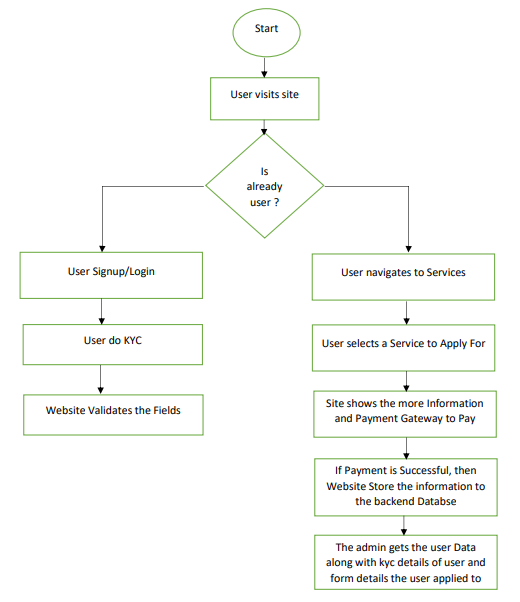 Start
User visits site
Is
already
user ?
User Signup/Login
User do KYC
Website Validates the Fields
User navigates to Services
User selects a Service to Apply For
Site shows the more Information
and Payment Gateway to Pay
If Payment is Successful, then
Website Store the information to
the backend Databse
The admin gets the user Data
along with kyc details of user and
form details the user applied to